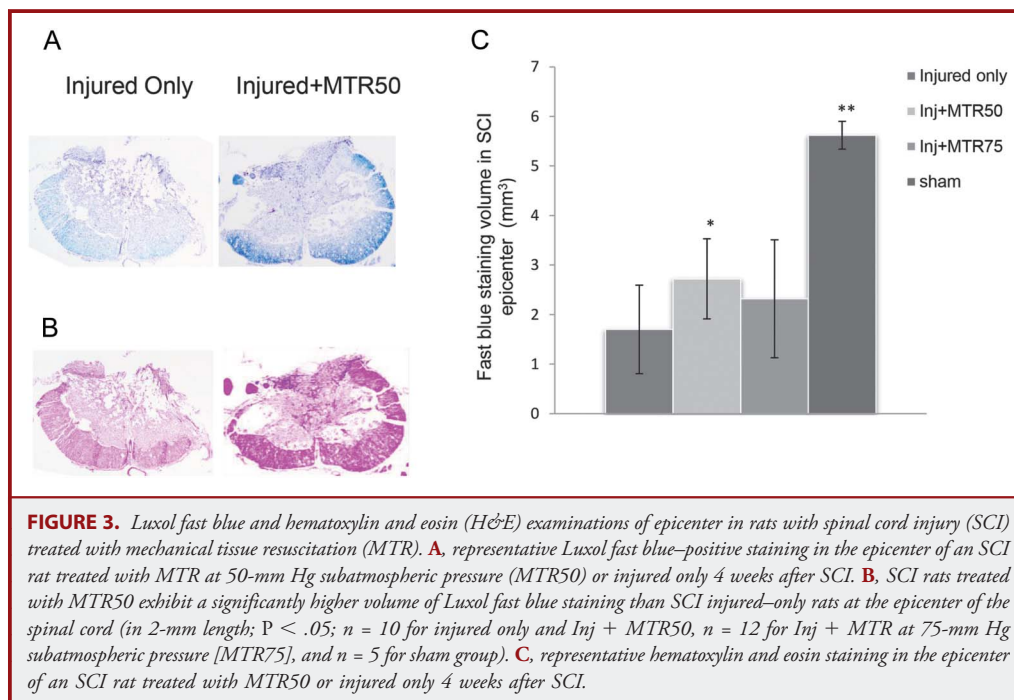 A
Injured Only
Injured+MTR50
B
C
Fast blue staining volume in SCI
epicenter (mm³)
7
6
5
4
3
2
1
0
*
**
Injured only
Inj+MTR50
Inj+MTR75
sham
FIGURE 3. Luxol fast blue and hematoxylin and eosin (H&E) examinations of epicenter in rats with spinal cord injury (SCI)
treated with mechanical tissue resuscitation (MTR). A, representative Luxol fast blue–positive staining in the epicenter of an SCI
rat treated with MTR at 50-mm Hg subatmospheric pressure (MTR50) or injured only 4 weeks after SCI. B, SCI rats treated
with MTR50 exhibit a significantly higher volume of Luxol fast blue staining than SCI injured–only rats at the epicenter of the
spinal cord (in 2-mm length; P < .05; n = 10 for injured only and Inj + MTR50, n = 12 for Inj + MTR at 75-mm Hg
subatmospheric pressure [MTR75], and n = 5 for sham group). C, representative hematoxylin and eosin staining in the epicenter
of an SCI rat treated with MTR50 or injured only 4 weeks after SCI.